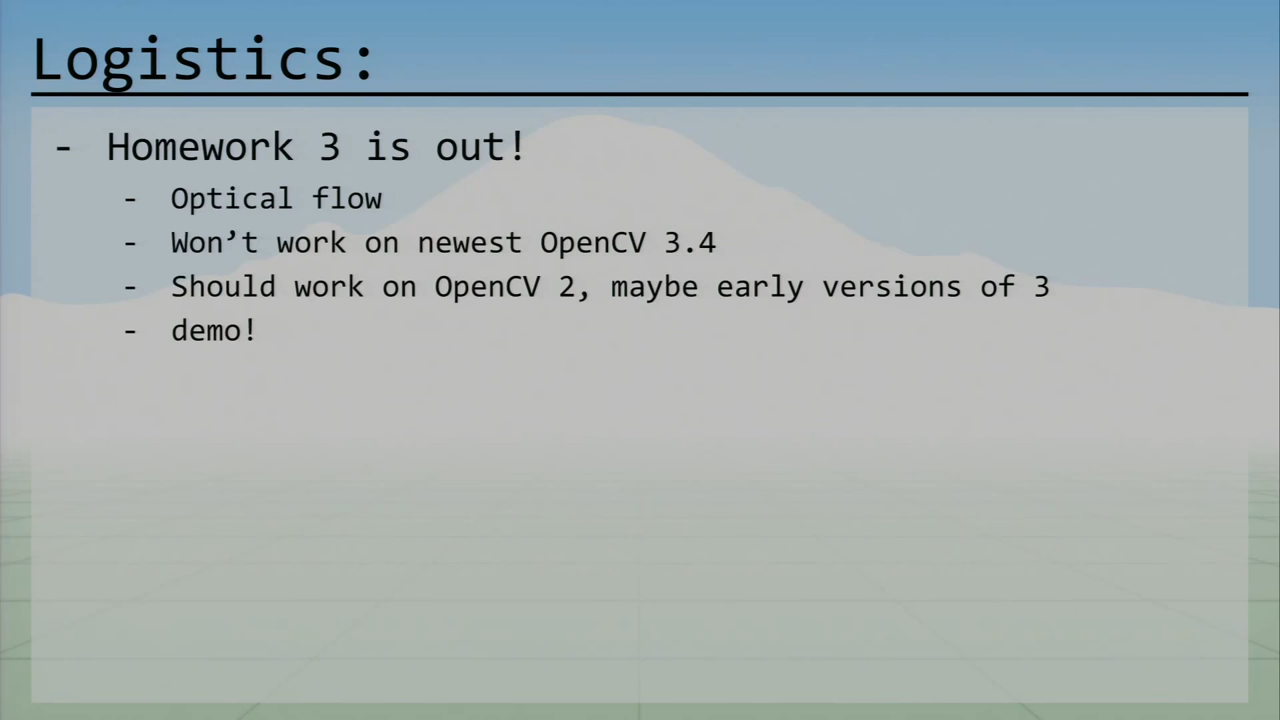 Logistics:
- Homework 3 is out!
- Optical flow
- Won’t work on newest OpenCV 3.4
- Should work on OpenCV 2, maybe early versions of 3
- demo!